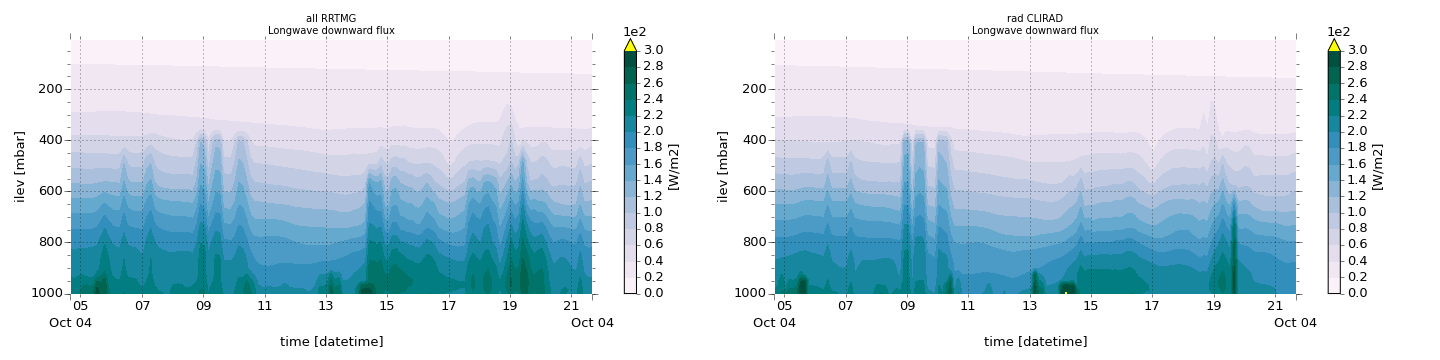 all RRTMG
Longwave downward flux
1e2
3.0
2.8
2.6
2.4
2.2
2.0
1.8
1.6
1.4
1.2
1.0
0.8
0.6
0.4
0.2
0.0
[W/m2]
200
400
600
800
1000
ilev [mbar]
05 07 09 11 13 15 17 19 21
Oct 04 Oct 04
time [datetime]
rad CLIRAD
Longwave downward flux
1e2
3.0
2.8
2.6
2.4
2.2
2.0
1.8
1.6
1.4
1.2
1.0
0.8
0.6
0.4
0.2
0.0
[W/m2]
200
400
600
800
1000
ilev [mbar]
05 07 09 11 13 15 17 19 21
Oct 04 Oct 04
time [datetime]